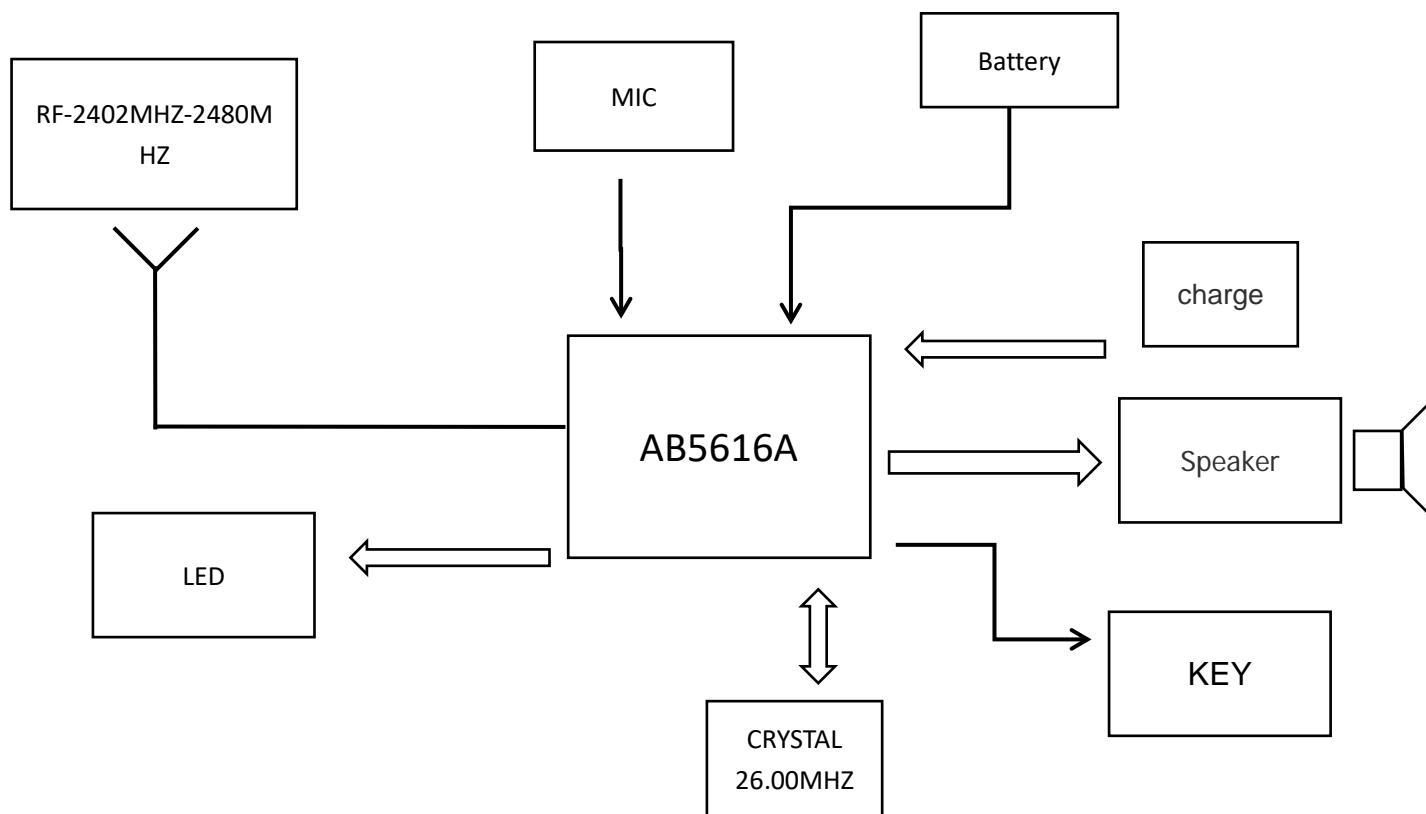 Battery
MIC
RF-2402MHZ-2480M
HZ
charge
AB5616A
Speaker
LED
KEY
CRYSTAL
26.00MHZ